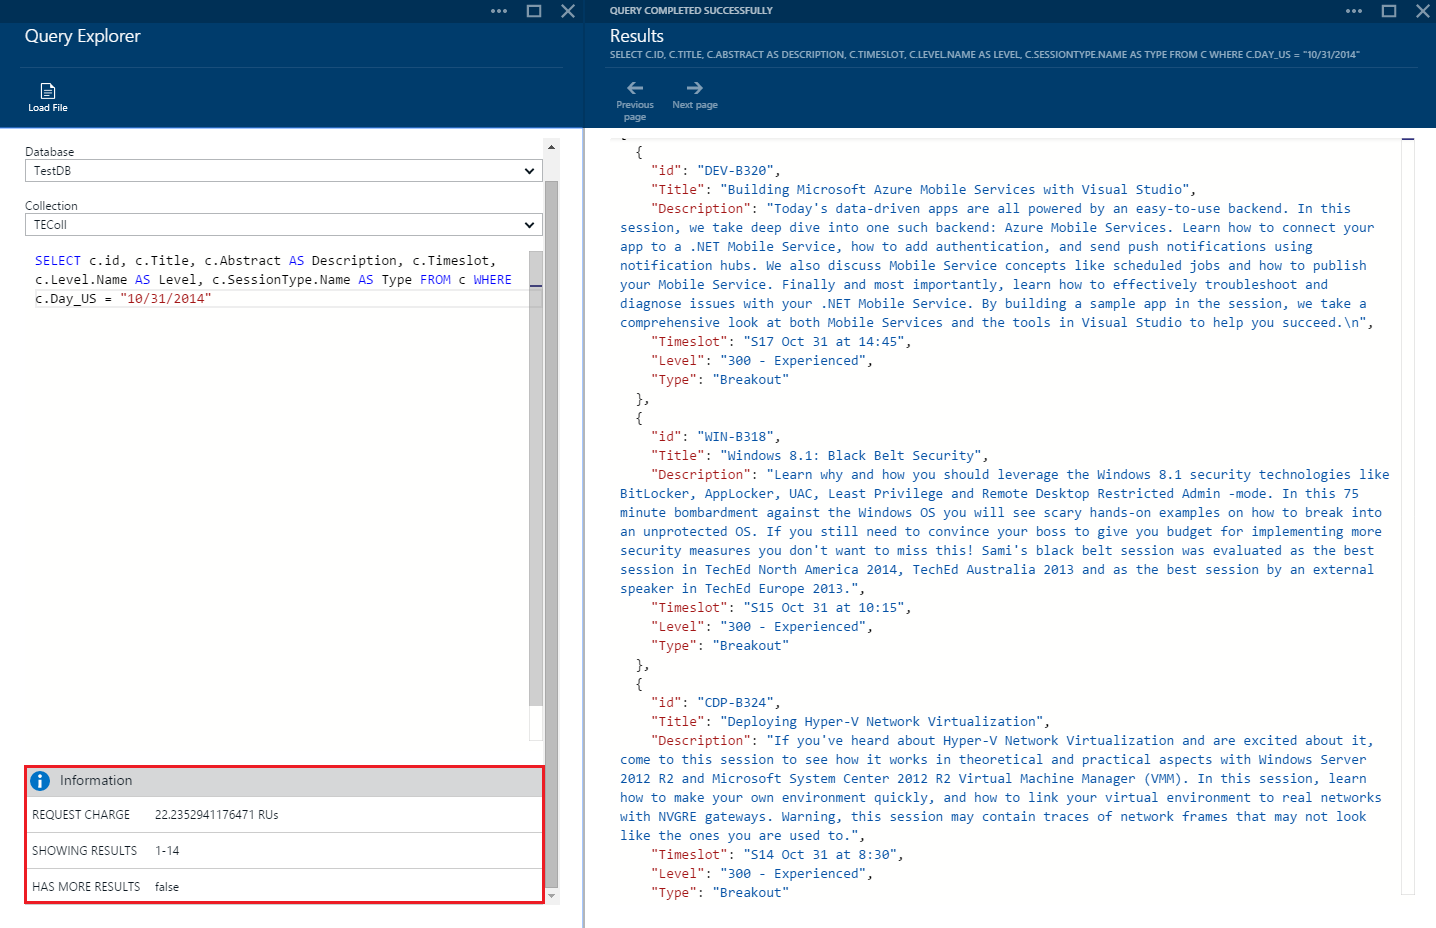 Query Explorer
Load File
Database
TestDB
Collection
TEColl
SELECT c.id, c.Title, c.Abstract AS Description, c.Timeslot,
c.Level.Name AS Level, c.SessionType.Name AS Type FROM c WHERE
c.Day_US = "10/31/2014"
Information
REQUEST CHARGE 22.2352941176471 RUs
SHOWING RESULTS 1-14
HAS MORE RESULTS false
QUERY COMPLETED SUCCESSFULLY
Results
SELECT C.ID, C.TITLE, C.ABSTRACT AS DESCRIPTION, C.TIMESLOT, C.LEVEL.NAME AS LEVEL, C.SESSIONTYPE.NAME AS TYPE FROM C WHERE C.DAY_US = "10/31/2014"
Previous
page
Next page
{
"id": "DEV-B320",
"Title": "Building Microsoft Azure Mobile Services with Visual Studio",
"Description": "Today's data-driven apps are all powered by an easy-to-use backend. In this
session, we take deep dive into one such backend: Azure Mobile Services. Learn how to connect your
app to a .NET Mobile Service, how to add authentication, and send push notifications using
notification hubs. We also discuss Mobile Service concepts like scheduled jobs and how to publish
your Mobile Service. Finally and most importantly, learn how to effectively troubleshoot and
diagnose issues with your .NET Mobile Service. By building a sample app in the session, we take a
comprehensive look at both Mobile Services and the tools in Visual Studio to help you succeed.\n",
"Timeslot": "S17 Oct 31 at 14:45",
"Level": "300 - Experienced",
"Type": "Breakout"
},
{
"id": "WIN-B318",
"Title": "Windows 8.1: Black Belt Security",
"Description": "Learn why and how you should leverage the Windows 8.1 security technologies like
BitLocker, AppLocker, UAC, Least Privilege and Remote Desktop Restricted Admin -mode. In this 75
minute bombardment against the Windows OS you will see scary hands-on examples on how to break into
an unprotected OS. If you still need to convince your boss to give you budget for implementing more
security measures you don't want to miss this! Sami's black belt session was evaluated as the best
session in TechEd North America 2014, TechEd Australia 2013 and as the best session by an external
speaker in TechEd Europe 2013.",
"Timeslot": "S15 Oct 31 at 10:15",
"Level": "300 - Experienced",
"Type": "Breakout"
},
{
"id": "CDP-B324",
"Title": "Deploying Hyper-V Network Virtualization",
"Description": "If you've heard about Hyper-V Network Virtualization and are excited about it,
come to this session to see how it works in theoretical and practical aspects with Windows Server
2012 R2 and Microsoft System Center 2012 R2 Virtual Machine Manager (VMM). In this session, learn
how to make your own environment quickly, and how to link your virtual environment to real networks
with NVGRE gateways. Warning, this session may contain traces of network frames that may not look
like the ones you are used to.",
"Timeslot": "S14 Oct 31 at 8:30",
"Level": "300 - Experienced",
"Type": "Breakout"